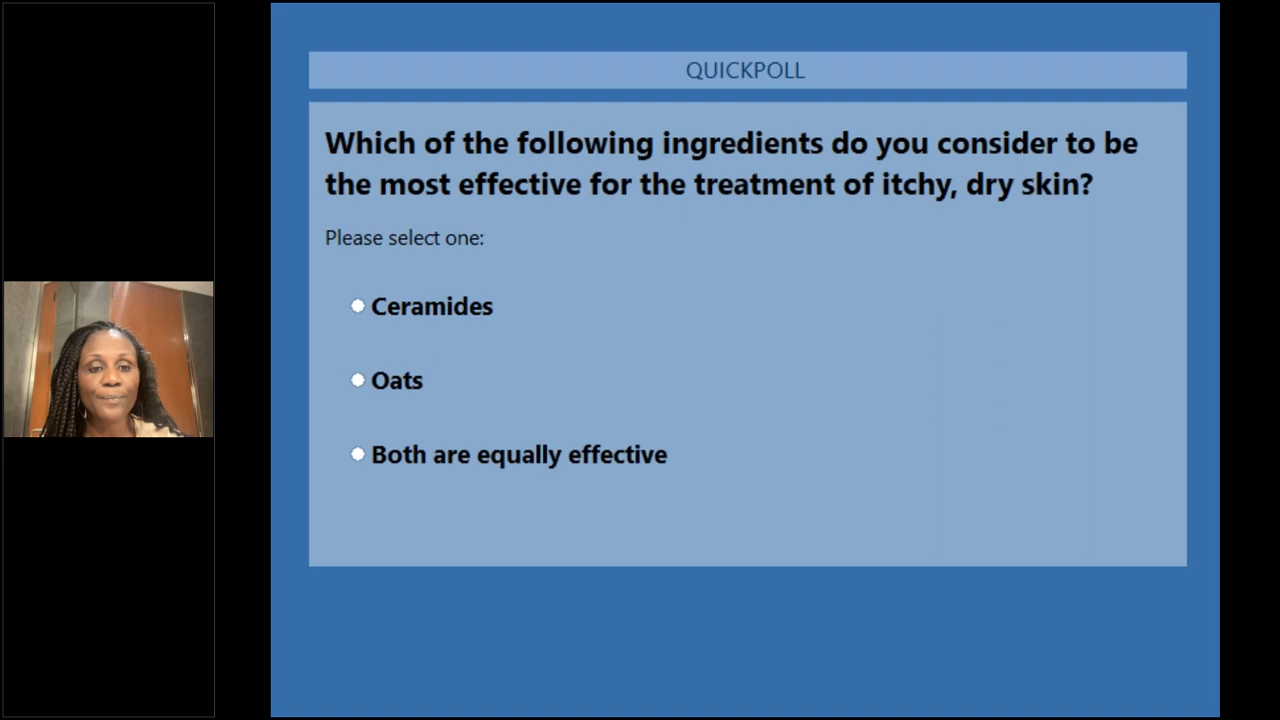 QUICKPOLL
Which of the following ingredients do you consider to be
the most effective for the treatment of itchy, dry skin?
Please select one:
Ceramides
Oats
Both are equally effective